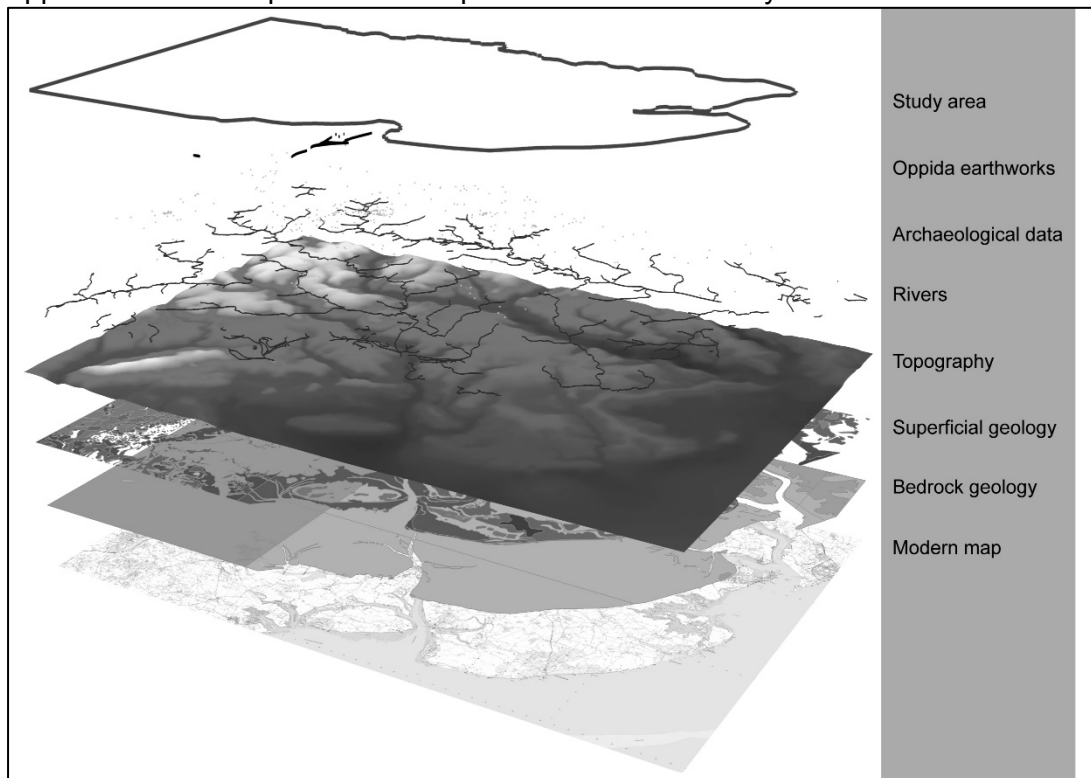 Study area
Oppida earthworks
Archaeological data
Rivers
Topography
Superficial geology
Bedrock geology
Modern map